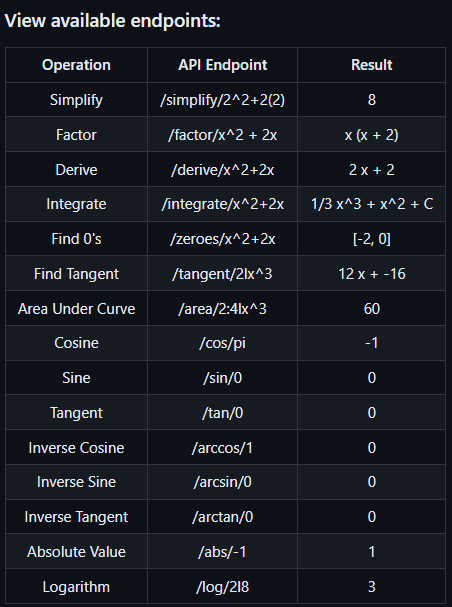 View available endpoints:
Operation API Endpoint Result
Simplify /simplify/2^2+2(2) 8
Factor /factor/x^2 + 2x x (x + 2)
Derive /derive/x^2+2x 2 x + 2
Integrate /integrate/x^2+2x 1/3 x^3 + x^2 + C
Find 0's /zeroes/x^2+2x [-2, 0]
Find Tangent /tangent/2lx^3 12 x + -16
Area Under Curve /area/2:4lx^3 60
Cosine /cos/pi -1
Sine /sin/0 0
Tangent /tan/0 0
Inverse Cosine /arccos/1 0
Inverse Sine /arcsin/0 0
Inverse Tangent /arctan/0 0
Absolute Value /abs/-1 1
Logarithm /log/2l8 3